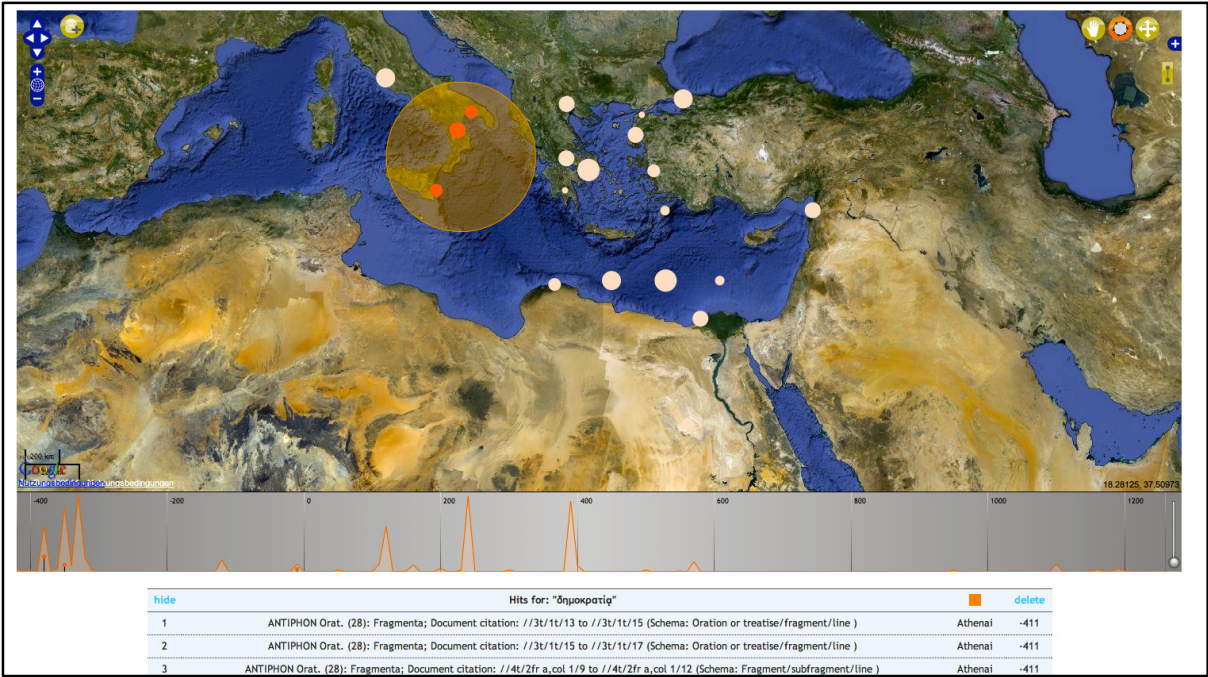 200 km
Google
Nutzungsbedingungen ungsbedingungen
18.28125, 37.50973
-400 -200 0 200 400 600 800 1000 1200
hide Hits for: "δημοκρατίᾳ" delete
1 ANTIPHON Orat. (28): Fragmenta; Document citation: //3t/1t/13 to //3t/1t/15 (Schema: Oration or treatise/fragment/line ) Athenai -411
2 ANTIPHON Orat. (28): Fragmenta; Document citation: //3t/1t/15 to //3t/1t/17 (Schema: Oration or treatise/fragment/line ) Athenai -411
3 ANTIPHON Orat. (28): Fragmenta; Document citation: //4t/2fr a,col 1/9 to //4t/2fr a,col 1/12 (Schema: Fragment/subfragment/line ) Athenai -411